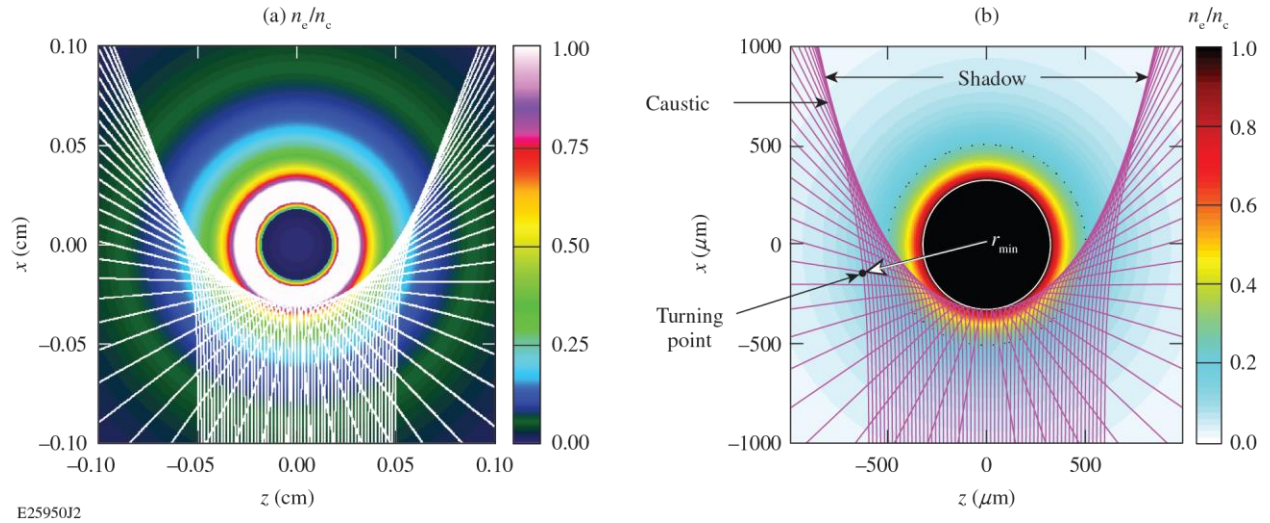 (a) n_e/n_c
0.10
0.05
0.00
−0.05
−0.10
x (cm)
−0.10 −0.05 0.00 0.05 0.10
z (cm)
1.00
0.75
0.50
0.25
0.00
E25950J2
(b)
n_e/n_c
1000
500
0
−500
−1000
x (μm)
Shadow
Caustic
r_min
Turning
point
−500 0 500
z (μm)
1.0
0.8
0.6
0.4
0.2
0.0